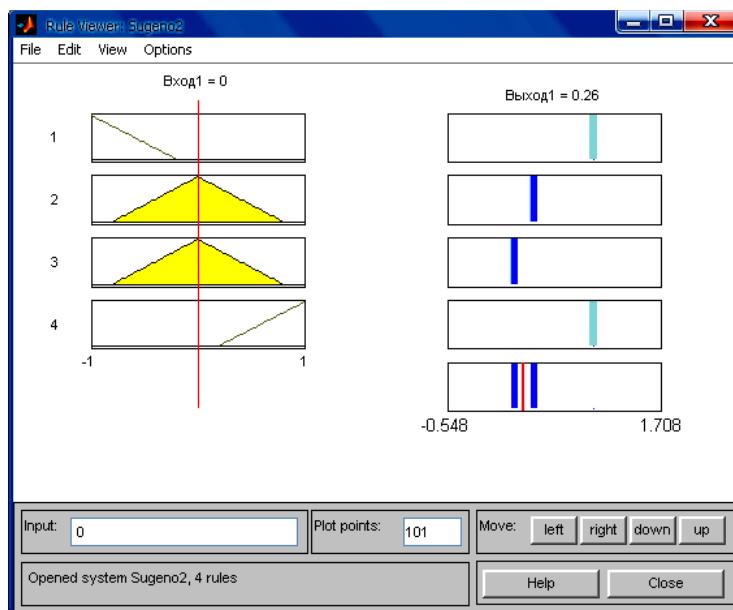 Rule Viewer: Sugeno2
File Edit View Options
Вход1 = 0
Выход1 = 0.26
1
2
3
4
-1 1
-0.548 1.708
Input: 0 Plot points: 101 Move: left right down up
Opened system Sugeno2, 4 rules Help Close